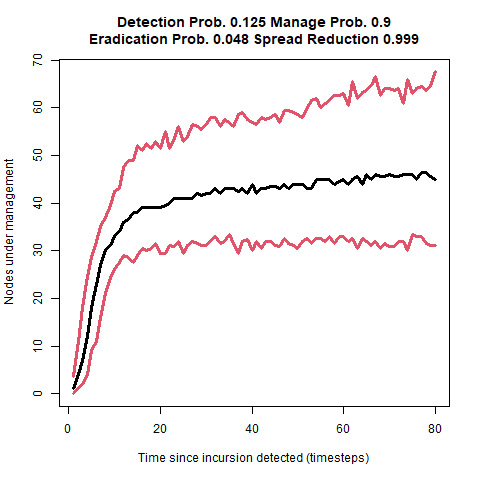 Detection Prob. 0.125 Manage Prob. 0.9
Eradication Prob. 0.048 Spread Reduction 0.999
Nodes under management
70
60
50
40
30
20
10
0
0 20 40 60 80
Time since incursion detected (timesteps)